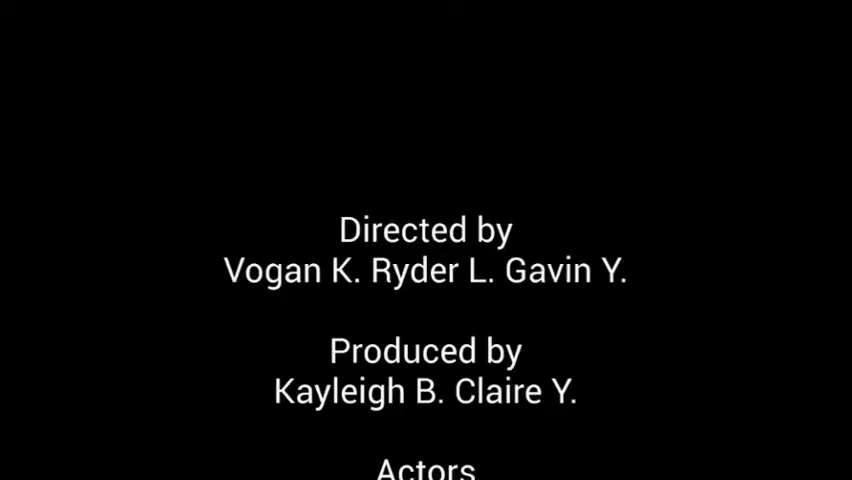 Directed by
Vogan K. Ryder L. Gavin Y.
Produced by
Kayleigh B. Claire Y.
Actors